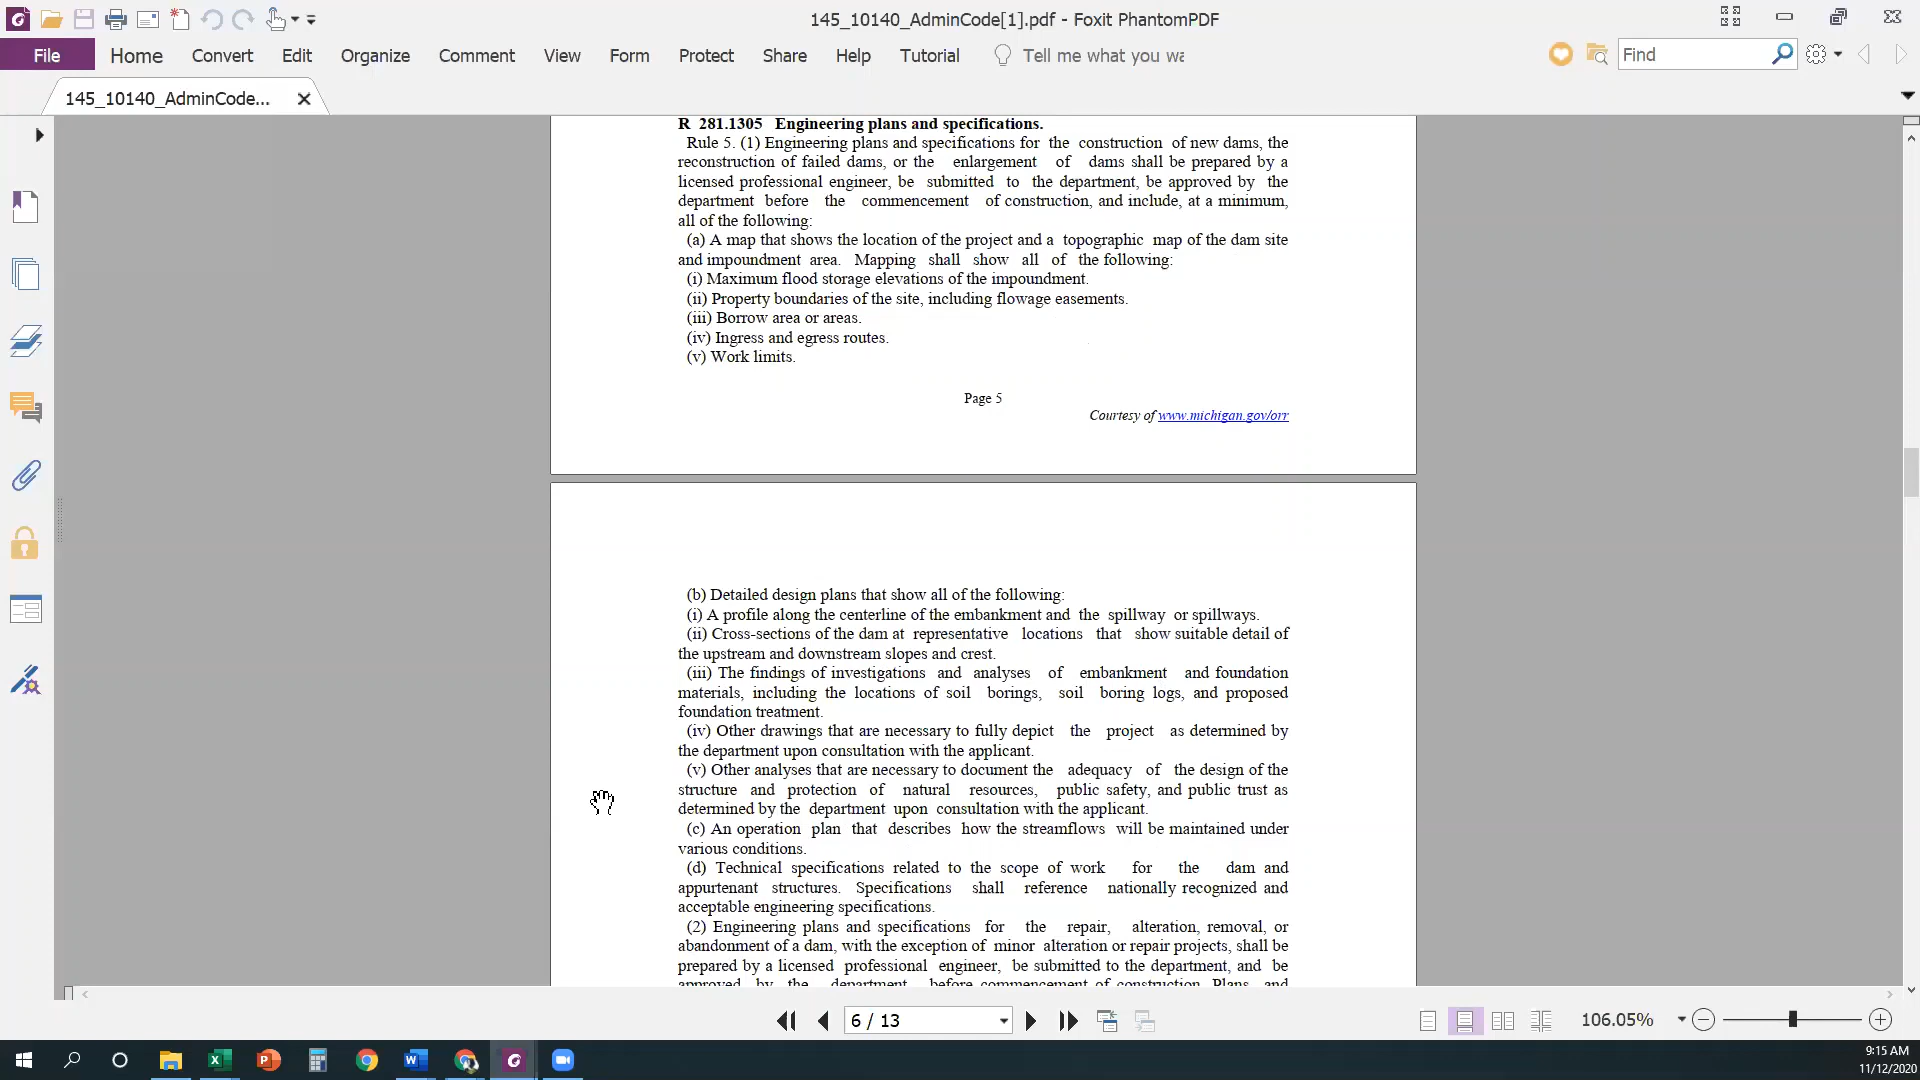 145_10140_AdminCode[1].pdf - Foxit PhantomPDF
File Home Convert Edit Organize Comment View Form Protect Share Help Tutorial Tell me what you wa Find
145_10140_AdminCode...
R 281.1305 Engineering plans and specifications.
Rule 5. (1) Engineering plans and specifications for the construction of new dams, the
reconstruction of failed dams, or the enlargement of dams shall be prepared by a
licensed professional engineer, be submitted to the department, be approved by the
department before the commencement of construction, and include, at a minimum,
all of the following:
(a) A map that shows the location of the project and a topographic map of the dam site
and impoundment area. Mapping shall show all of the following:
(i) Maximum flood storage elevations of the impoundment.
(ii) Property boundaries of the site, including flowage easements.
(iii) Borrow area or areas.
(iv) Ingress and egress routes.
(v) Work limits.
Page 5
Courtesy of www.michigan.gov/orr
(b) Detailed design plans that show all of the following:
(i) A profile along the centerline of the embankment and the spillway or spillways.
(ii) Cross-sections of the dam at representative locations that show suitable detail of
the upstream and downstream slopes and crest.
(iii) The findings of investigations and analyses of embankment and foundation
materials, including the locations of soil borings, soil boring logs, and proposed
foundation treatment.
(iv) Other drawings that are necessary to fully depict the project as determined by
the department upon consultation with the applicant.
(v) Other analyses that are necessary to document the adequacy of the design of the
structure and protection of natural resources, public safety, and public trust as
determined by the department upon consultation with the applicant.
(c) An operation plan that describes how the streamflows will be maintained under
various conditions.
(d) Technical specifications related to the scope of work for the dam and
appurtenant structures. Specifications shall reference nationally recognized and
acceptable engineering specifications.
(2) Engineering plans and specifications for the repair, alteration, removal, or
abandonment of a dam, with the exception of minor alteration or repair projects, shall be
prepared by a licensed professional engineer, be submitted to the department, and be
approved by the department before commencement of construction. Plans and
6 / 13
106.05%
9:15 AM
11/12/2020